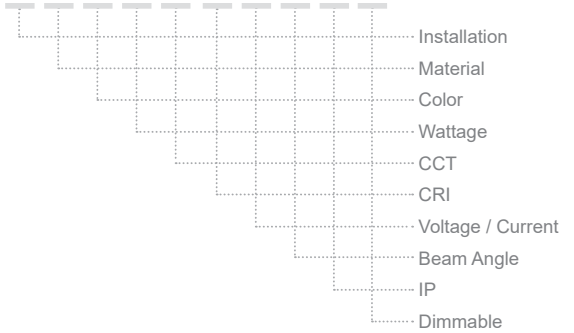 Installation
Material
Color
Wattage
CCT
CRI
Voltage / Current
Beam Angle
IP
Dimmable